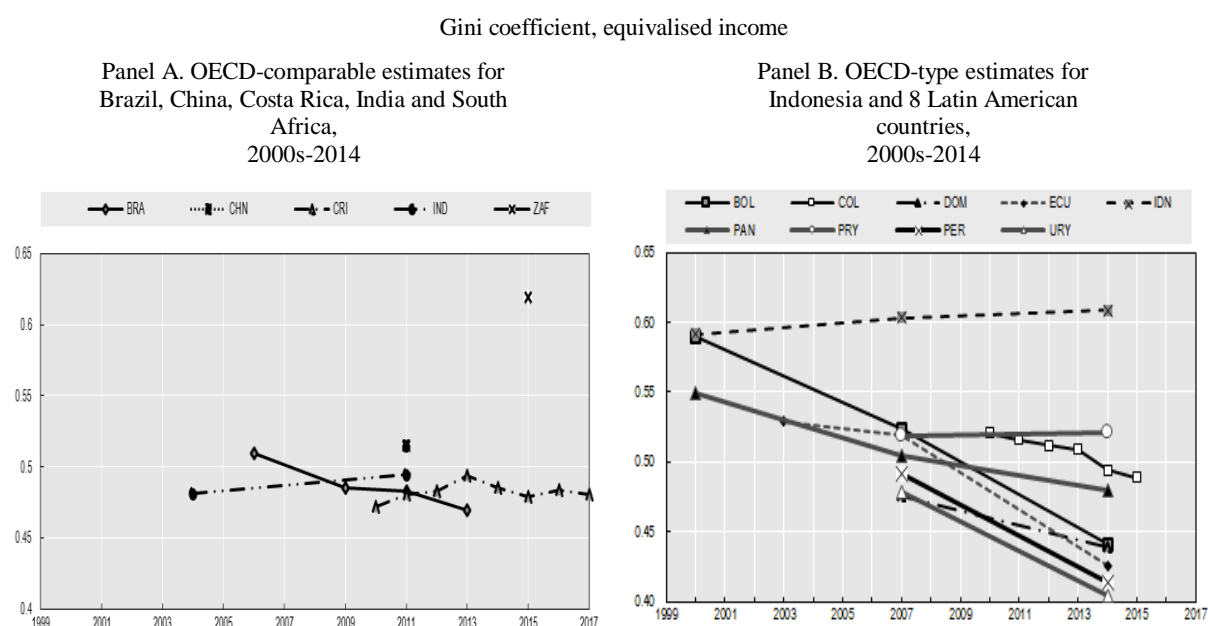 Gini coefficient, equivalised income
Panel A. OECD-comparable estimates for
Brazil, China, Costa Rica, India and South
Africa,
2000s-2014
Panel B. OECD-type estimates for
Indonesia and 8 Latin American
countries,
2000s-2014
BRA CHN CRI IND ZAF
0.65
0.6
0.55
0.5
0.45
0.4
1999 2001 2003 2005 2007 2009 2011 2013 2015 2017
BOL COL DOM ECU IDN
PAN PRY PER URY
0.65
0.60
0.55
0.50
0.45
0.40
1999 2001 2003 2005 2007 2009 2011 2013 2015 2017